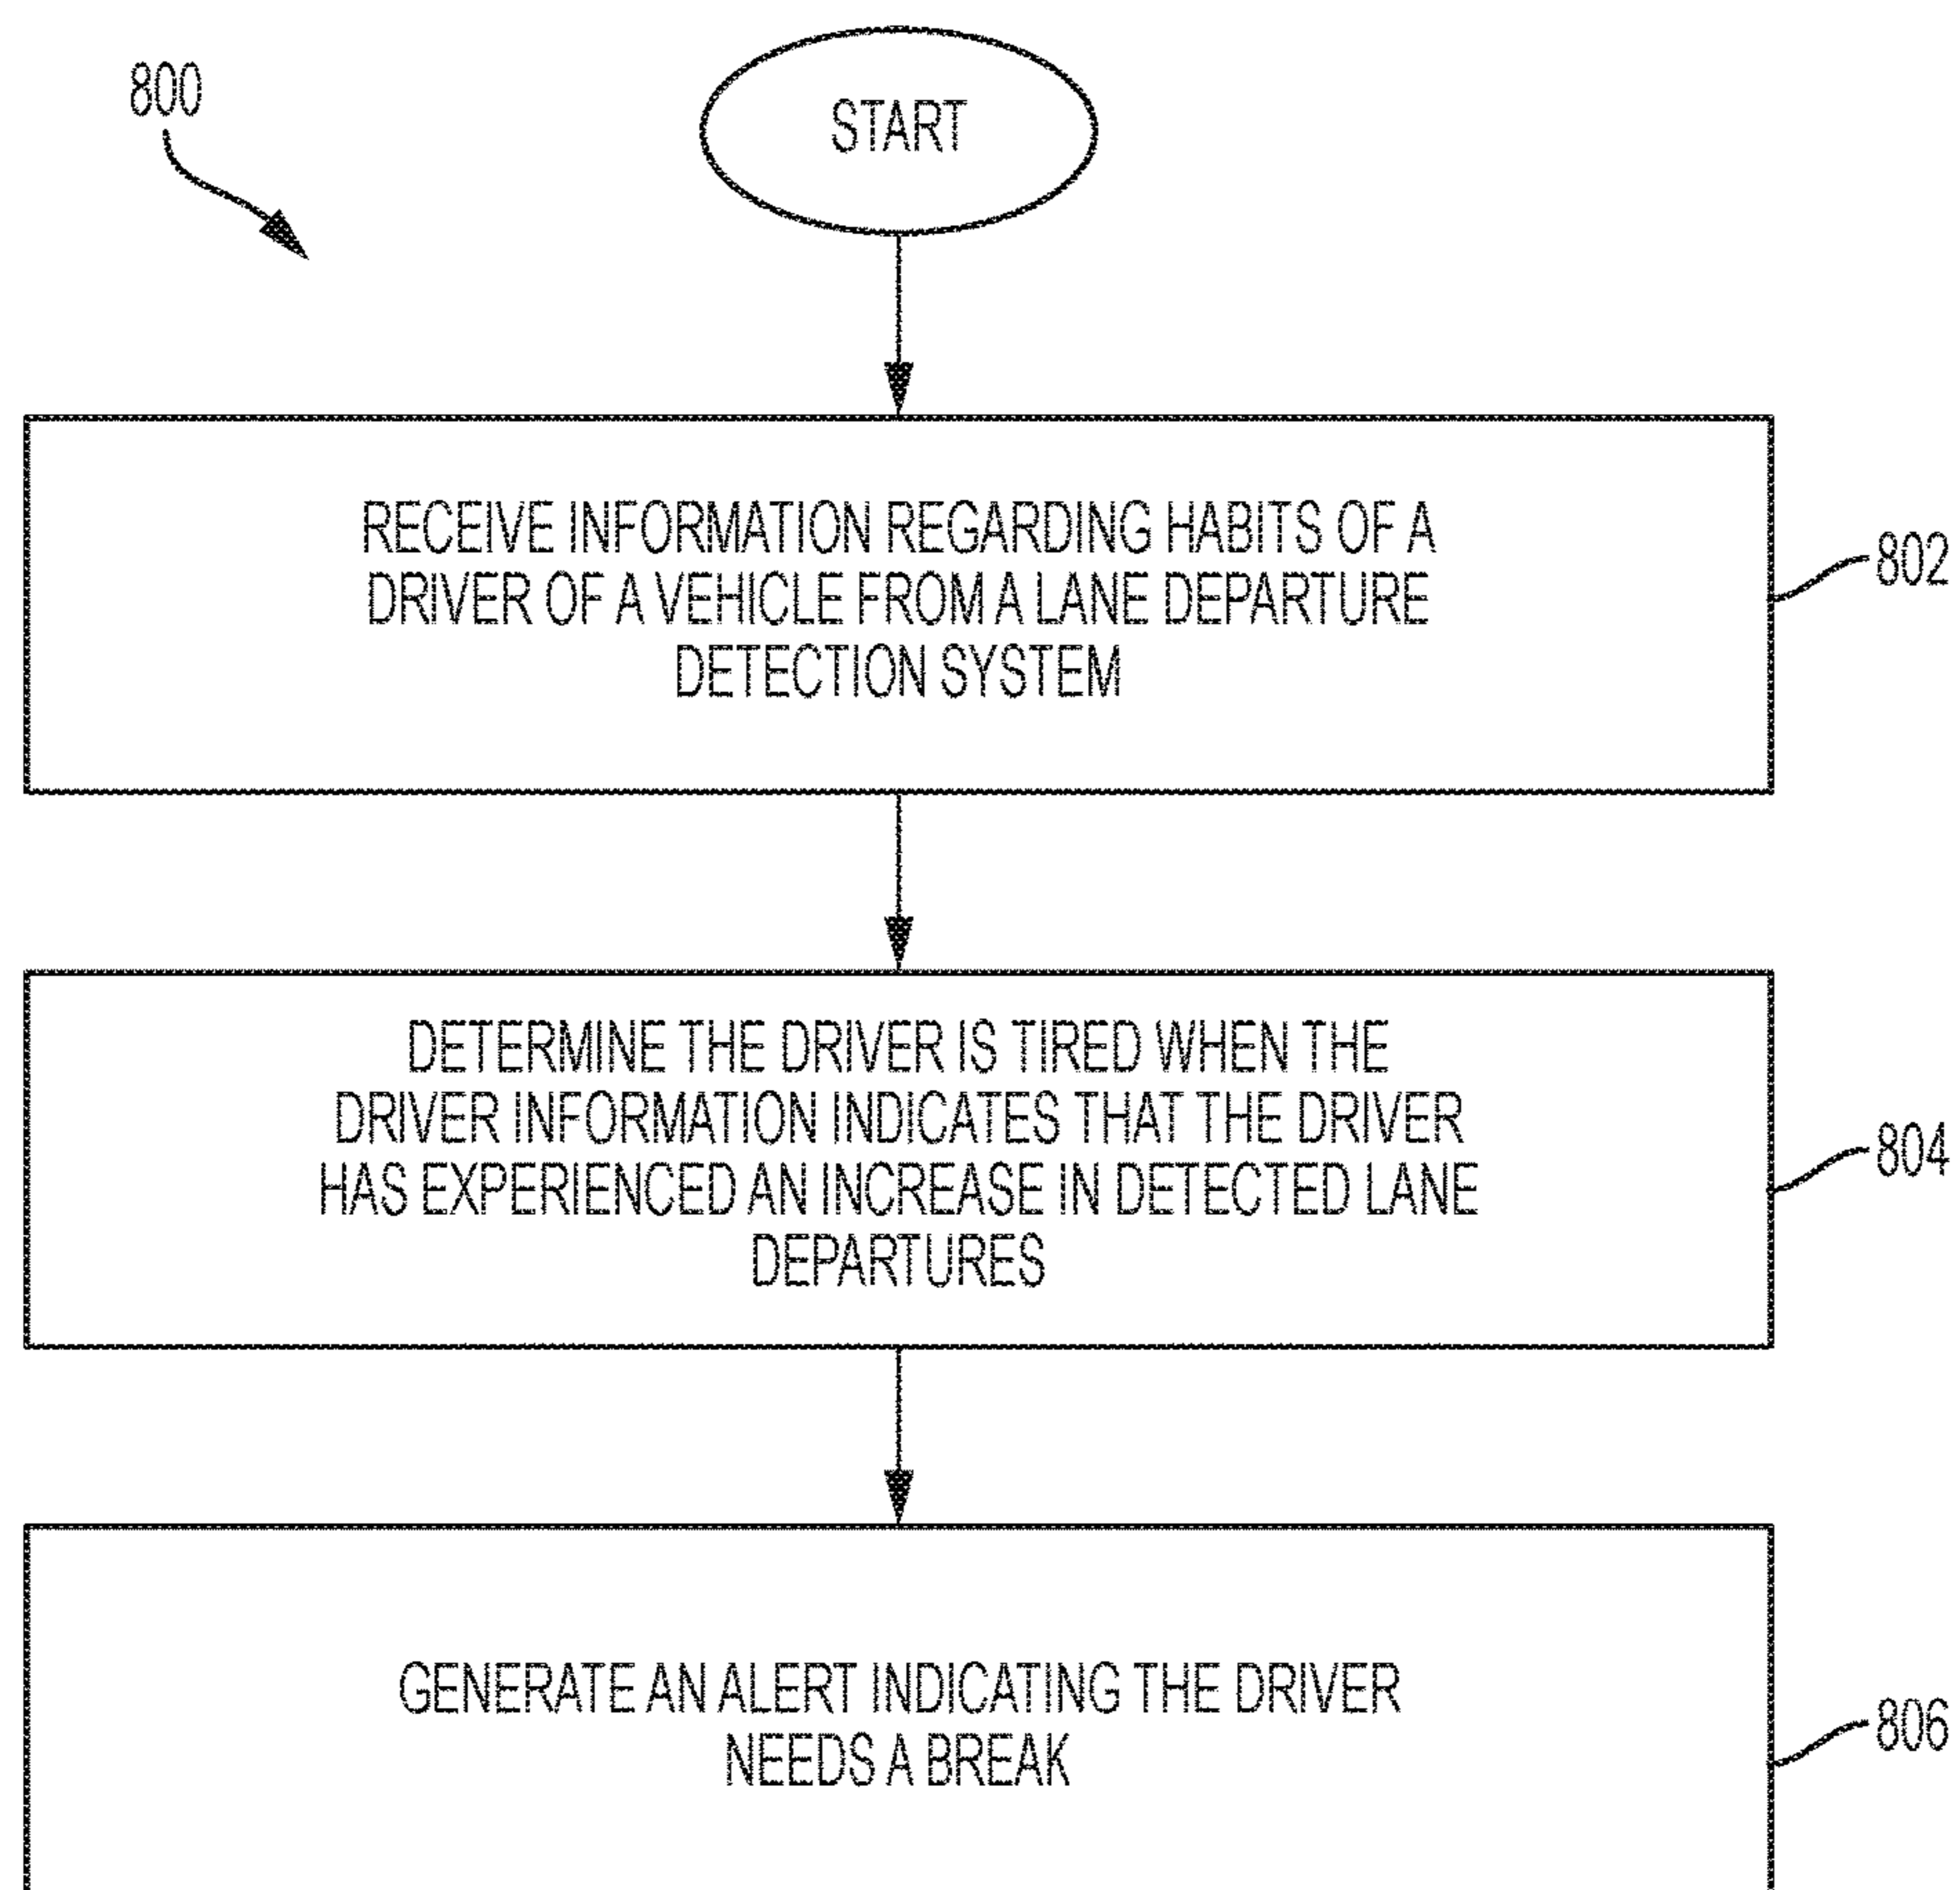 800
START
RECEIVE INFORMATION REGARDING HABITS OF A
DRIVER OF A VEHICLE FROM A LANE DEPARTURE
DETECTION SYSTEM
802
DETERMINE THE DRIVER IS TIRED WHEN THE
DRIVER INFORMATION INDICATES THAT THE DRIVER
HAS EXPERIENCED AN INCREASE IN DETECTED LANE
DEPARTURES
804
GENERATE AN ALERT INDICATING THE DRIVER
NEEDS A BREAK
806